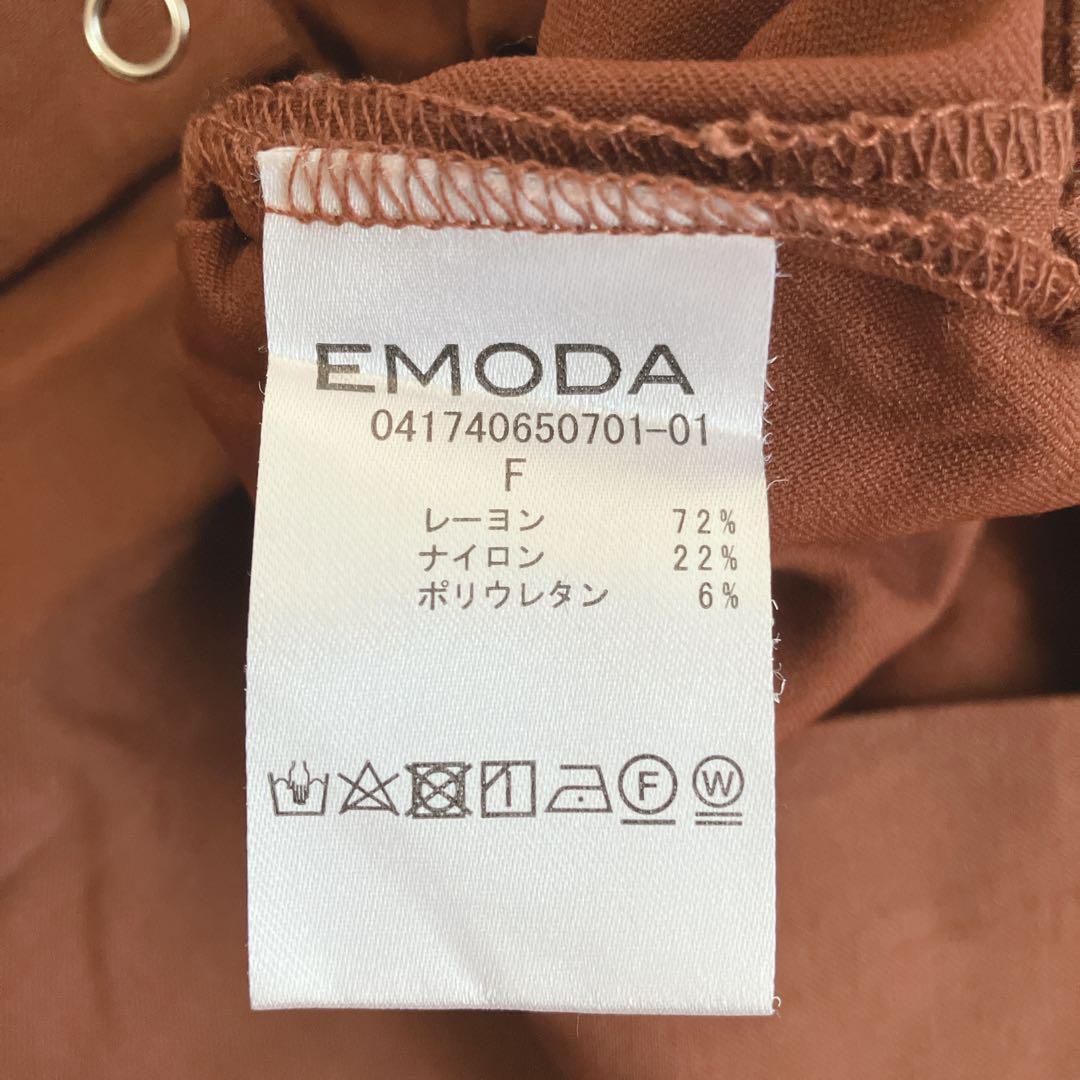 EMODA
041740650701-01
F
レーヨン 72%
ナイロン 22%
ポリウレタン 6%
F W